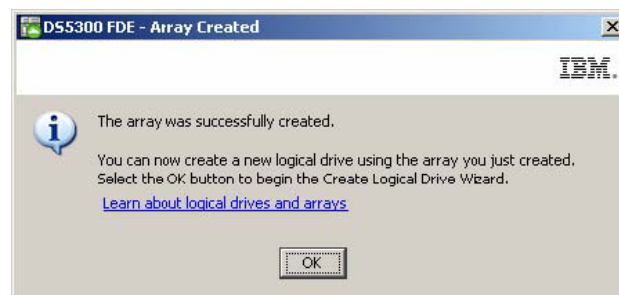 DS5300 FDE - Array Created
IBM.
The array was successfully created.
You can now create a new logical drive using the array you just created.
Select the OK button to begin the Create Logical Drive Wizard.
Learn about logical drives and arrays
OK